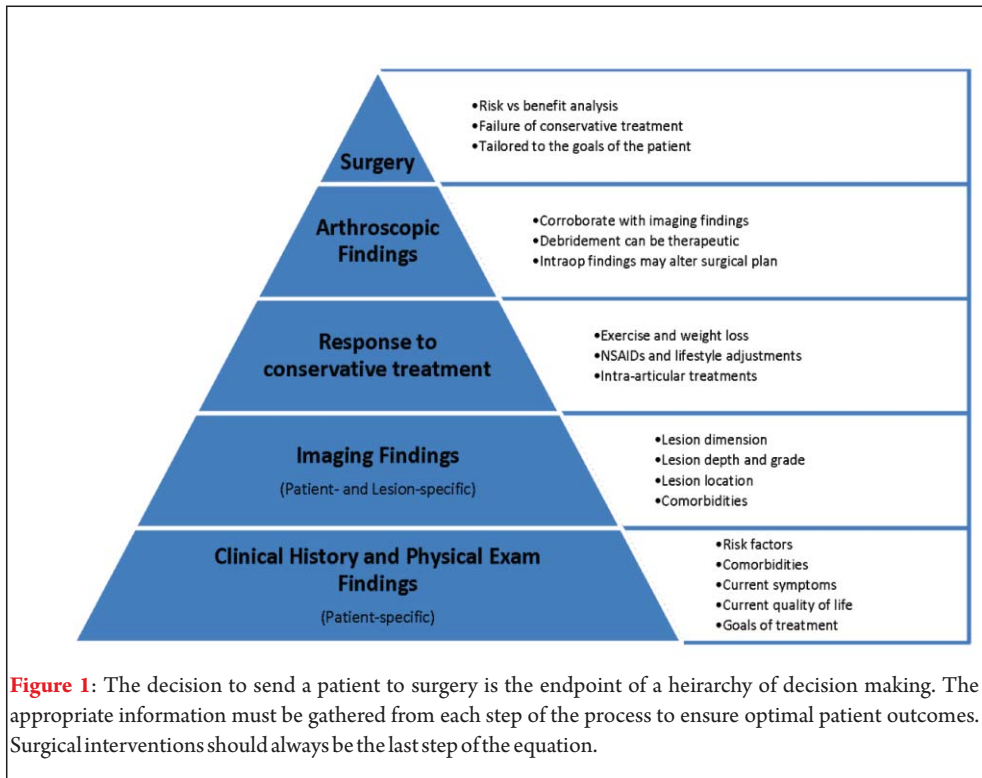 Surgery
•Risk vs benefit analysis
•Failure of conservative treatment
•Tailored to the goals of the patient
Arthroscopic
Findings
•Corroborate with imaging findings
•Debridement can be therapeutic
•Intraop findings may alter surgical plan
Response to
conservative treatment
•Exercise and weight loss
•NSAIDs and lifestyle adjustments
•Intra-articular treatments
Imaging Findings
(Patient- and Lesion-specific)
•Lesion dimension
•Lesion depth and grade
•Lesion location
•Comorbidities
Clinical History and Physical Exam
Findings
(Patient-specific)
•Risk factors
•Comorbidities
•Current symptoms
•Current quality of life
•Goals of treatment
Figure 1: The decision to send a patient to surgery is the endpoint of a heirarchy of decision making. The
appropriate information must be gathered from each step of the process to ensure optimal patient outcomes.
Surgical interventions should always be the last step of the equation.